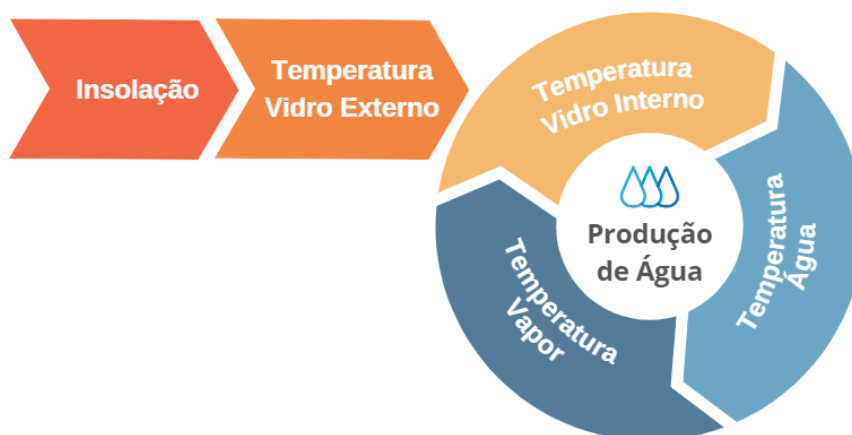 Insolação
Temperatura
Vidro Externo
Temperatura
Vidro Interno
Temperatura
Água
Temperatura
Vapor
Produção
de Água